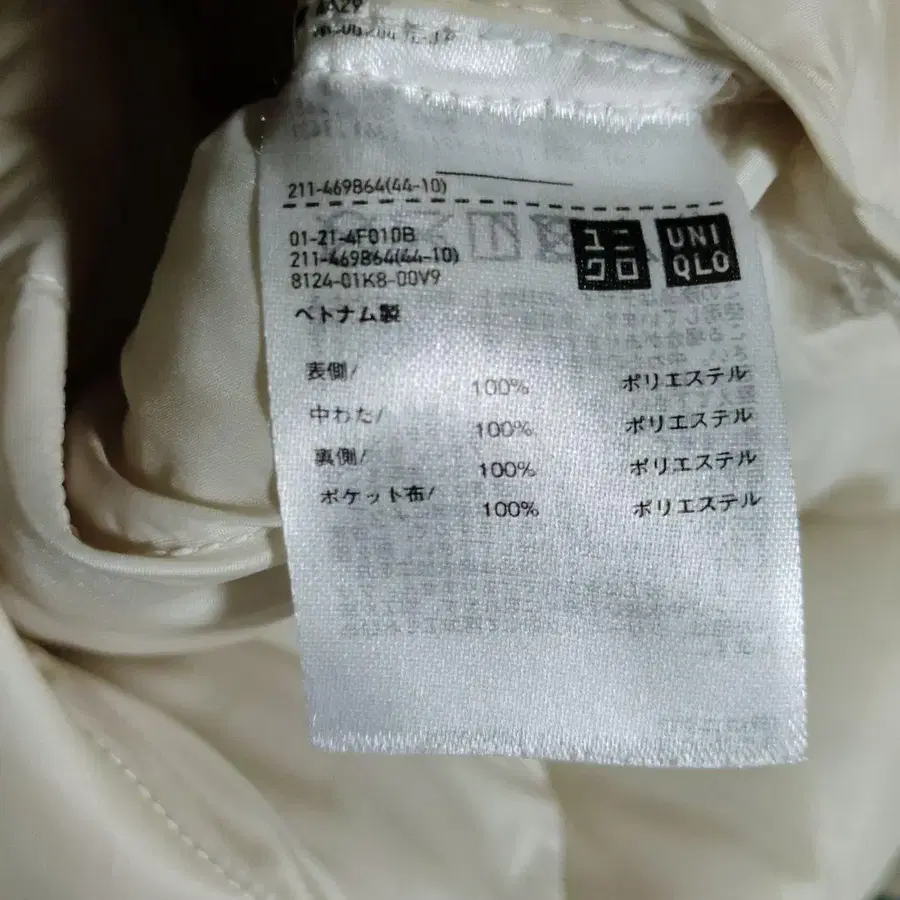 211-469864(44-10)
01-21-4F010B
211-469864(44-10)
8124-01K8-00V9
ユニクロ
UNIQLO
ベトナム製
表側/ 100% ポリエステル
中わた/ 100% ポリエステル
裏側/ 100% ポリエステル
ポケット布/ 100% ポリエステル